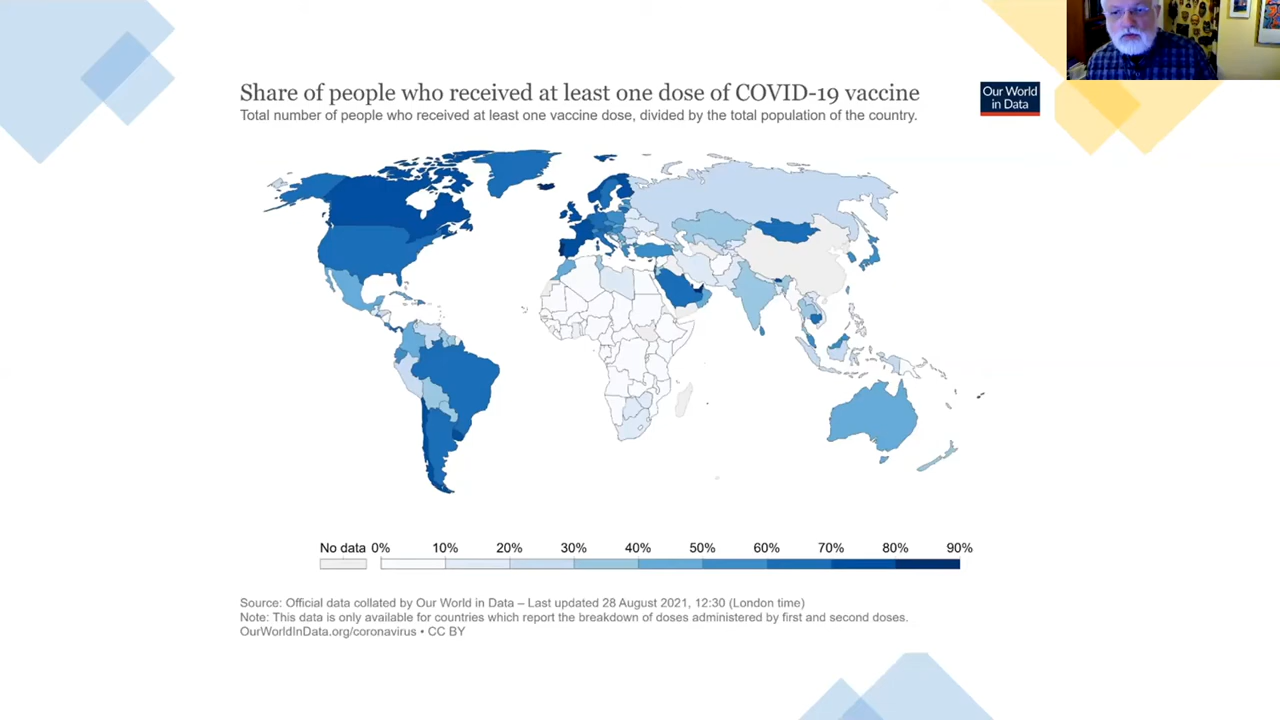 Share of people who received at least one dose of COVID-19 vaccine
Total number of people who received at least one vaccine dose, divided by the total population of the country.
Our World
in Data
No data 0% 10% 20% 30% 40% 50% 60% 70% 80% 90%
Source: Official data collated by Our World in Data – Last updated 28 August 2021, 12:30 (London time)
Note: This data is only available for countries which report the breakdown of doses administered by first and second doses.
OurWorldInData.org/coronavirus • CC BY